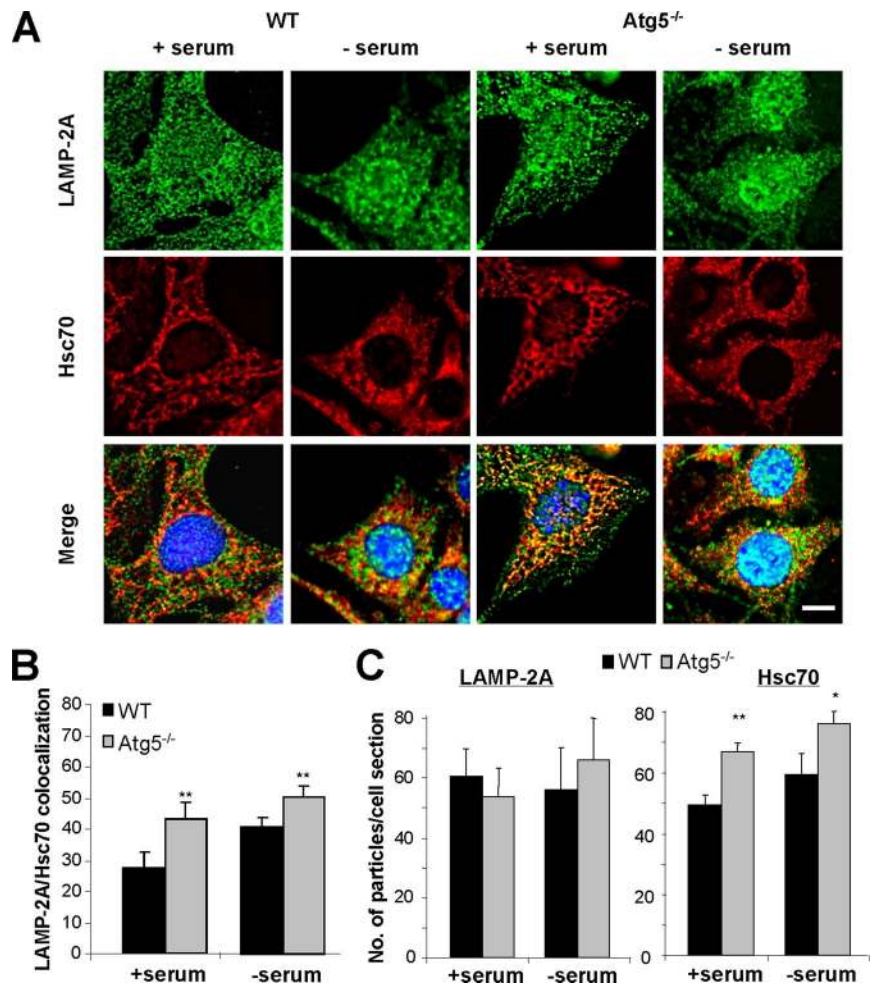 A
WT
Atg5-/-
+ serum
- serum
+ serum
- serum
LAMP-2A
Hsc70
Merge
B
WT
Atg5-/-
LAMP-2A/Hsc70 colocalization
80
70
60
50
40
30
20
10
0
**
**
+serum
-serum
C
WT
Atg5-/-
LAMP-2A
Hsc70
No. of particles/cell section
80
60
40
20
0
+serum
-serum
80
60
40
20
0
**
*
+serum
-serum